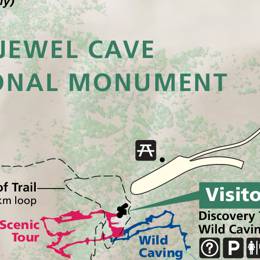 y)
JEWEL CAVE
ONAL MONUMENT
of Trail
km loop
Visito
Scenic
Tour
Discovery T
Wild Cavin
Wild
Caving
? P